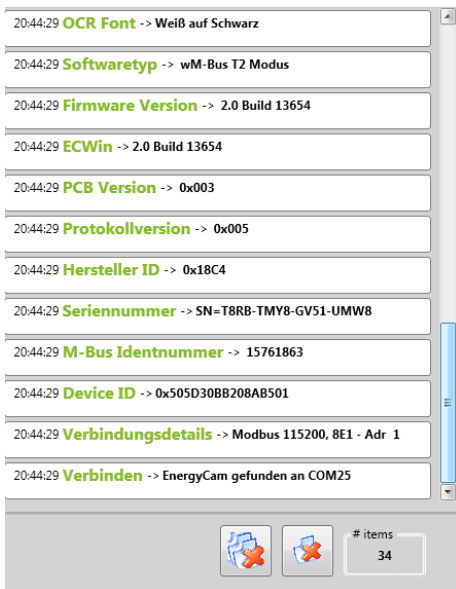 20:44:29 OCR Font -> Weiß auf Schwarz
20:44:29 Softwaretyp -> wM-Bus T2 Modus
20:44:29 Firmware Version -> 2.0 Build 13654
20:44:29 ECWin -> 2.0 Build 13654
20:44:29 PCB Version -> 0x003
20:44:29 Protokollversion -> 0x005
20:44:29 Hersteller ID -> 0x18C4
20:44:29 Seriennummer -> SN=T8RB-TMY8-GV51-UMW8
20:44:29 M-Bus Identnummer -> 15761863
20:44:29 Device ID -> 0x505D30BB208AB501
20:44:29 Verbindungsdetails -> Modbus 115200, 8E1 - Adr 1
20:44:29 Verbinden -> EnergyCam gefunden an COM25
# items
34